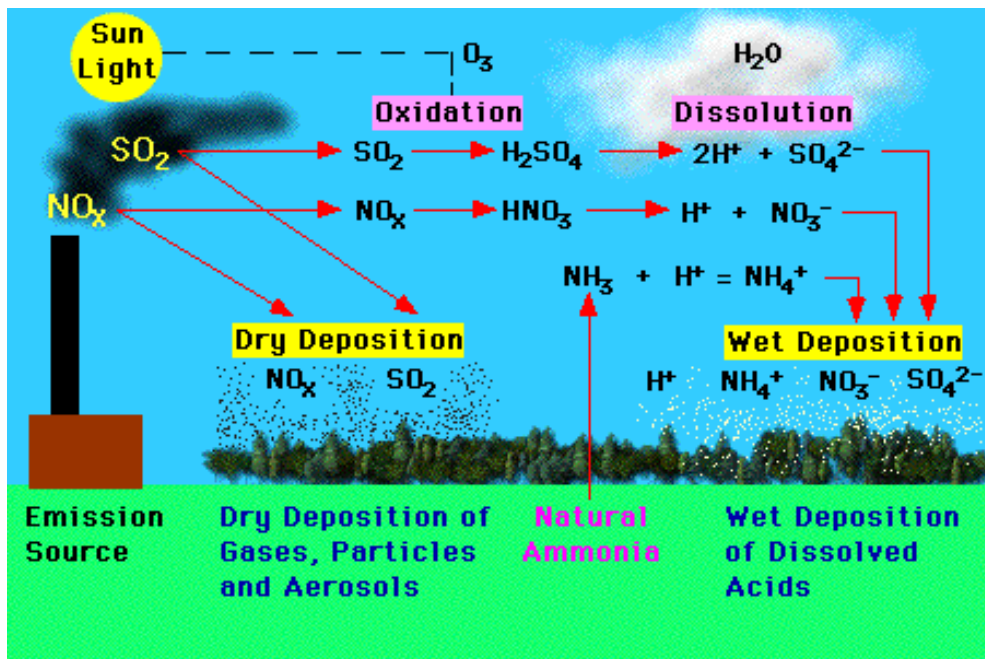 Sun
Light
O₃
H₂O
Oxidation
Dissolution
SO₂
SO₂
H₂SO₄
2H⁺ + SO₄²⁻
NOₓ
NOₓ
HNO₃
H⁺ + NO₃⁻
NH₃ + H⁺ = NH₄⁺
Dry Deposition
Wet Deposition
NOₓ SO₂
H⁺ NH₄⁺ NO₃⁻ SO₄²⁻
Emission
Source
Dry Deposition of
Gases, Particles
and Aerosols
Natural
Ammonia
Wet Deposition
of Dissolved
Acids